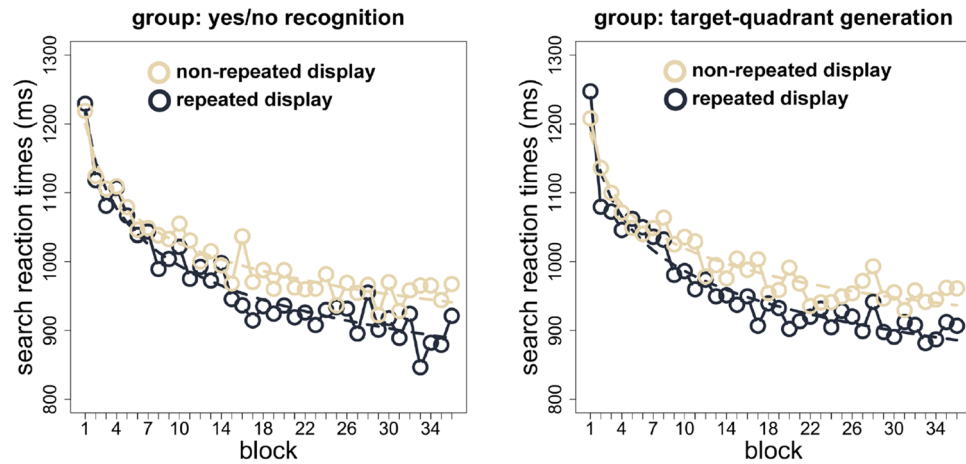 group: yes/no recognition
search reaction times (ms)
1300
1200
1100
1000
900
800
non-repeated display
repeated display
1 4 7 10 14 18 22 26 30 34
block
group: target-quadrant generation
search reaction times (ms)
1300
1200
1100
1000
900
800
non-repeated display
repeated display
1 4 7 10 14 18 22 26 30 34
block